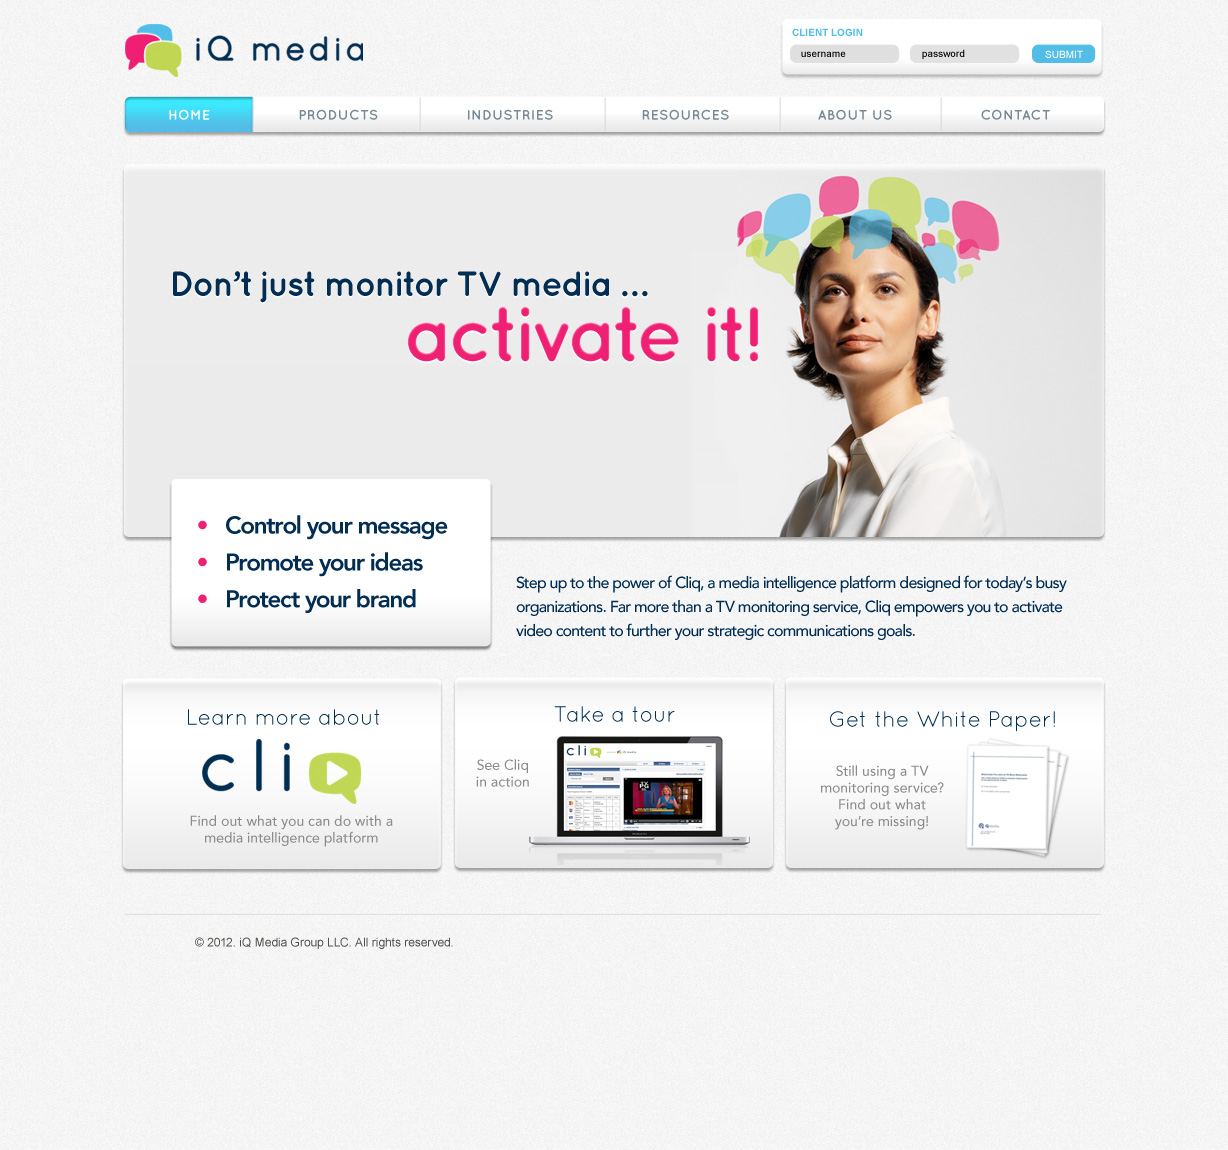 iQ media
CLIENT LOGIN
username password SUBMIT
HOME PRODUCTS INDUSTRIES RESOURCES ABOUT US CONTACT
Don't just monitor TV media ...
activate it!
• Control your message
• Promote your ideas
• Protect your brand
Step up to the power of Cliq, a media intelligence platform designed for today's busy
organizations. Far more than a TV monitoring service, Cliq empowers you to activate
video content to further your strategic communications goals.
Learn more about
cliq
Find out what you can do with a
media intelligence platform
Take a tour
See Cliq
in action
cliq
TV PG
Get the White Paper!
Still using a TV
monitoring service?
Find out what
you're missing!
© 2012. iQ Media Group LLC. All rights reserved.